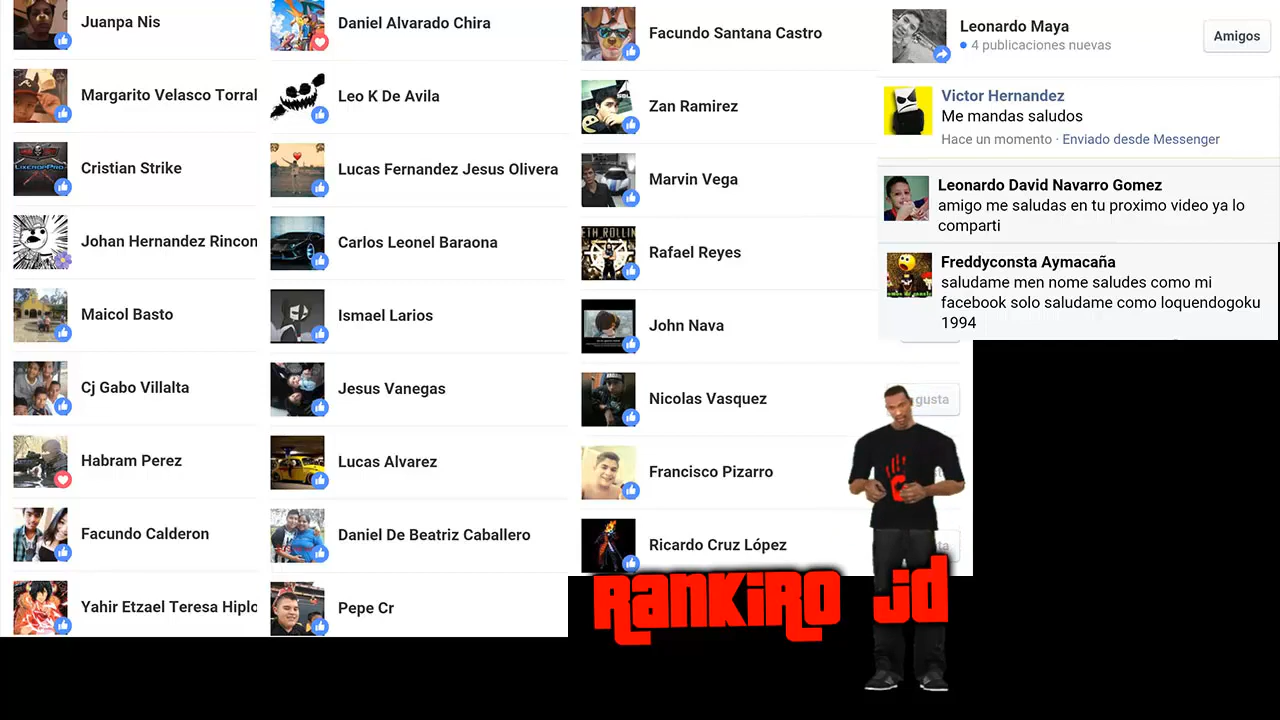 Juanpa Nis
Margarito Velasco Torral
Cristian Strike
Johan Hernandez Rincon
Maicol Basto
Cj Gabo Villalta
Habram Perez
Facundo Calderon
Yahir Etzael Teresa Hiplo
Daniel Alvarado Chira
Leo K De Avila
Lucas Fernandez Jesus Olivera
Carlos Leonel Baraona
Ismael Larios
Jesus Vanegas
Lucas Alvarez
Daniel De Beatriz Caballero
Pepe Cr
Facundo Santana Castro
Zan Ramirez
Marvin Vega
Rafael Reyes
John Nava
Nicolas Vasquez
Francisco Pizarro
Ricardo Cruz López
Leonardo Maya
4 publicaciones nuevas
Amigos
Victor Hernandez
Me mandas saludos
Hace un momento · Enviado desde Messenger
Leonardo David Navarro Gomez
amigo me saludas en tu proximo video ya lo
comparti
Freddyconsta Aymacaña
saludame men nome saludes como mi
facebook solo saludame como loquendogoku
1994
gusta
Rankiro jd